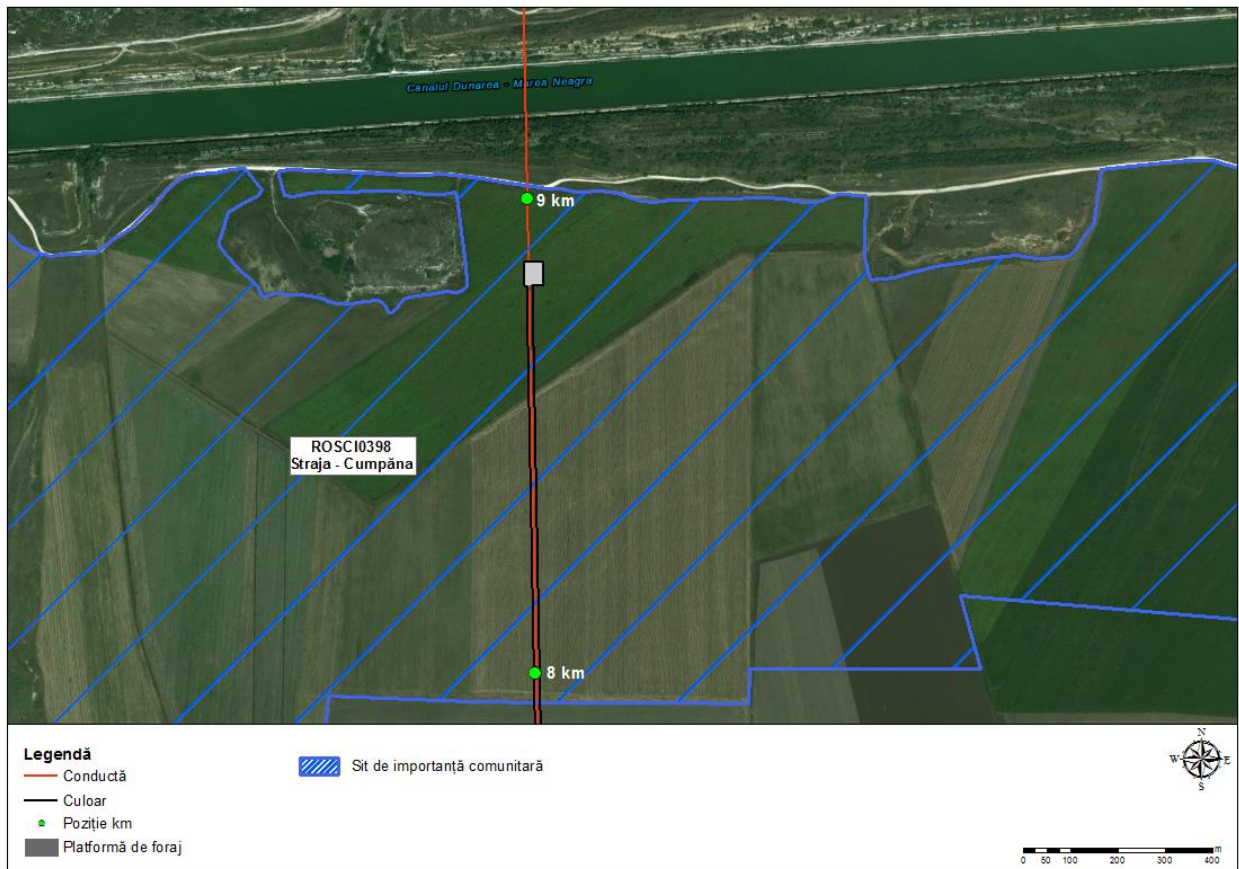 Canalul Dunarea - Marea Neagra
9 km
ROSCI0398
Straja - Cumpăna
8 km
Legendă
Conductă
Culoar
Poziție km
Platformă de foraj
Sit de importanță comunitară
N
W E
S
m
0 50 100 200 300 400